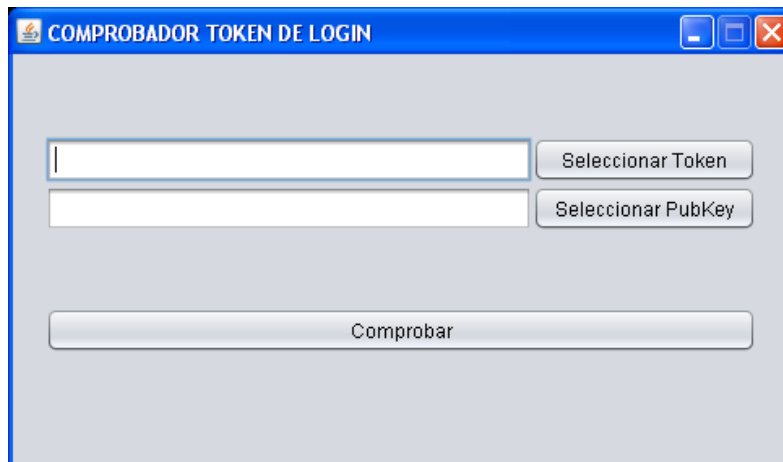 COMPROBADOR TOKEN DE LOGIN
Seleccionar Token
Seleccionar PubKey
Comprobar